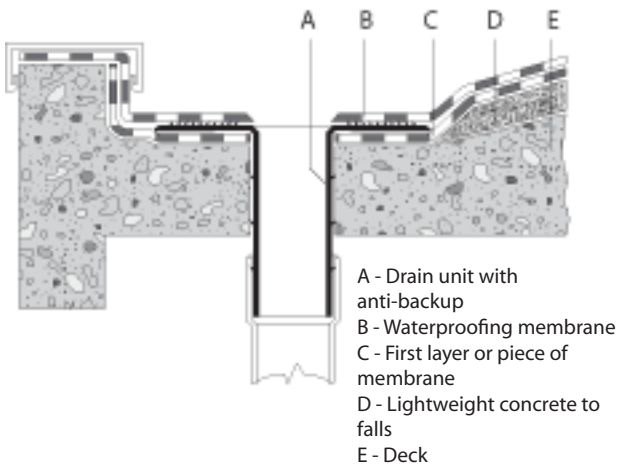 A B C D E
A - Drain unit with
anti-backup
B - Waterproofing membrane
C - First layer or piece of
membrane
D - Lightweight concrete to
falls
E - Deck